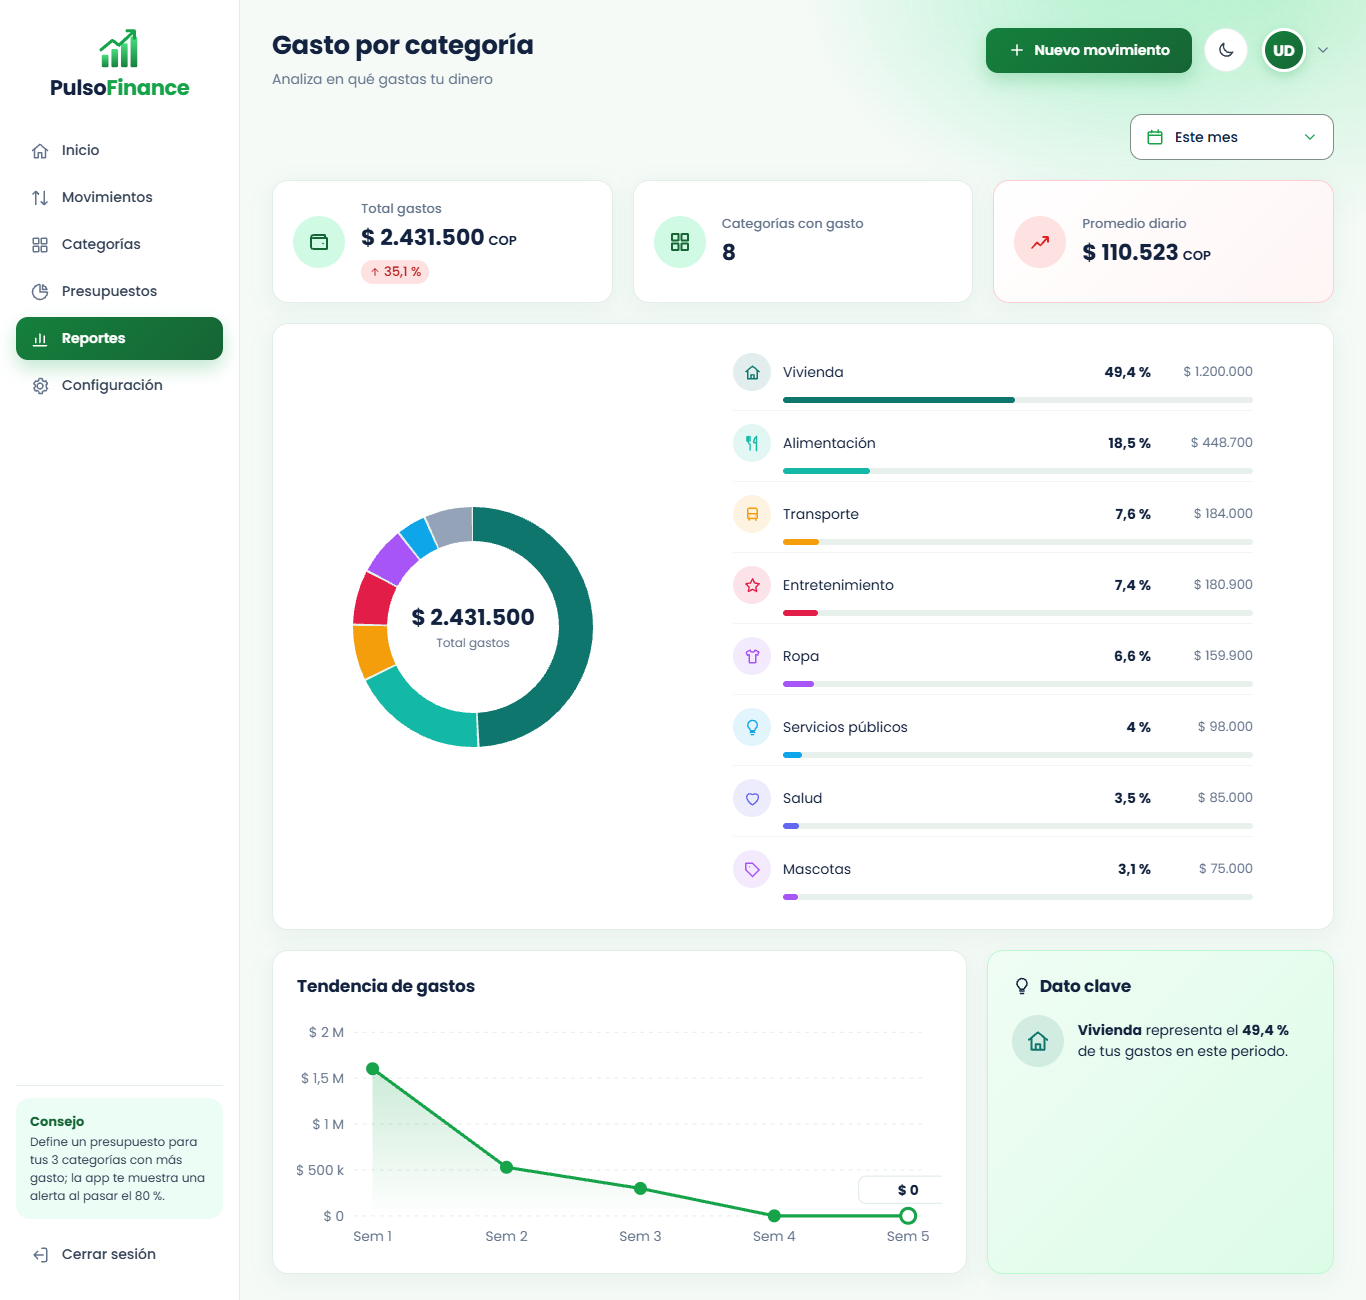 PulsoFinance
Inicio
Movimientos
Categorías
Presupuestos
Reportes
Configuración
Consejo
Define un presupuesto para
tus 3 categorías con más
gasto; la app te muestra una
alerta al pasar el 80 %.
Cerrar sesión
Gasto por categoría
Analiza en qué gastas tu dinero
Nuevo movimiento
UD
Este mes
Total gastos
$ 2.431.500 COP
↑ 35,1 %
Categorías con gasto
8
Promedio diario
$ 110.523 COP
$ 2.431.500
Total gastos
Vivienda 49,4 % $ 1.200.000
Alimentación 18,5 % $ 448.700
Transporte 7,6 % $ 184.000
Entretenimiento 7,4 % $ 180.900
Ropa 6,6 % $ 159.900
Servicios públicos 4 % $ 98.000
Salud 3,5 % $ 85.000
Mascotas 3,1 % $ 75.000
Tendencia de gastos
$ 2 M
$ 1,5 M
$ 1 M
$ 500 k
$ 0
$ 0
Sem 1 Sem 2 Sem 3 Sem 4 Sem 5
Dato clave
Vivienda representa el 49,4 %
de tus gastos en este periodo.